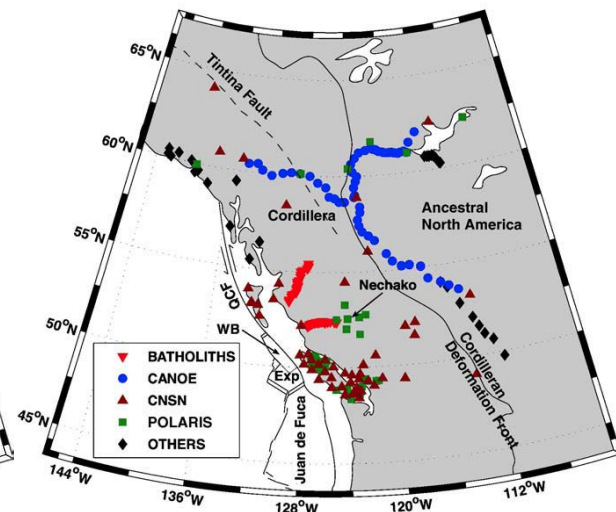 65°N
60°N
55°N
50°N
45°N
Tintina Fault
Cordillera
Ancestral
North America
Nechako
QCF
WB
Exp
Juan de Fuca
Cordilleran
Deformation Front
BATHOLITHS
CANOE
CNSN
POLARIS
OTHERS
144°W
136°W
128°W
120°W
112°W